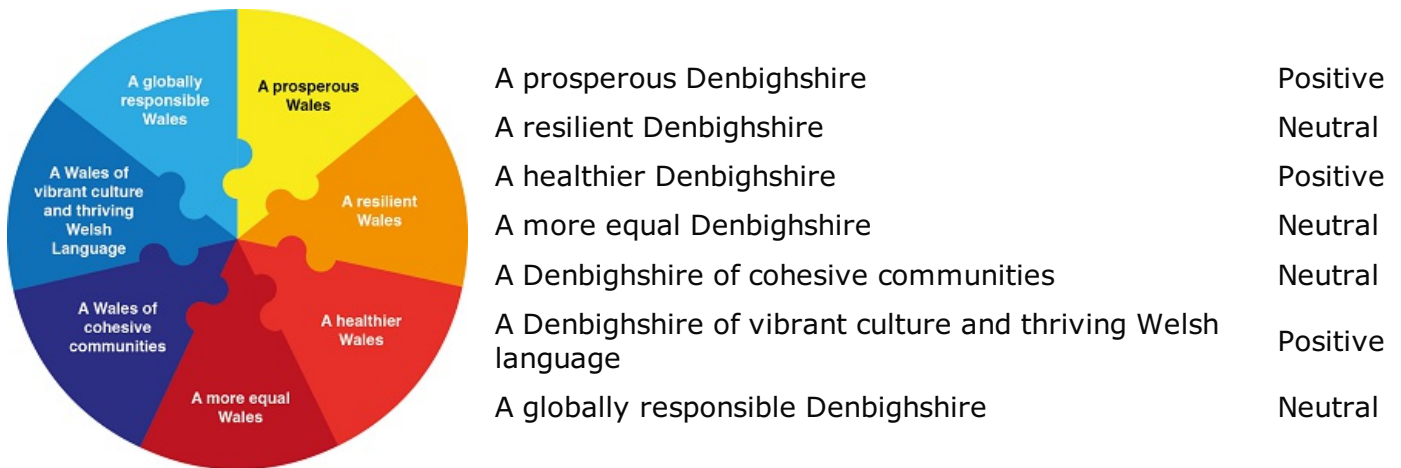 A globally
responsible
Wales
A prosperous
Wales
A Wales of
vibrant culture
and thriving
Welsh
Language
A resilient
Wales
A Wales of
cohesive
communities
A healthier
Wales
A more equal
Wales
A prosperous Denbighshire Positive
A resilient Denbighshire Neutral
A healthier Denbighshire Positive
A more equal Denbighshire Neutral
A Denbighshire of cohesive communities Neutral
A Denbighshire of vibrant culture and thriving Welsh
language Positive
A globally responsible Denbighshire Neutral